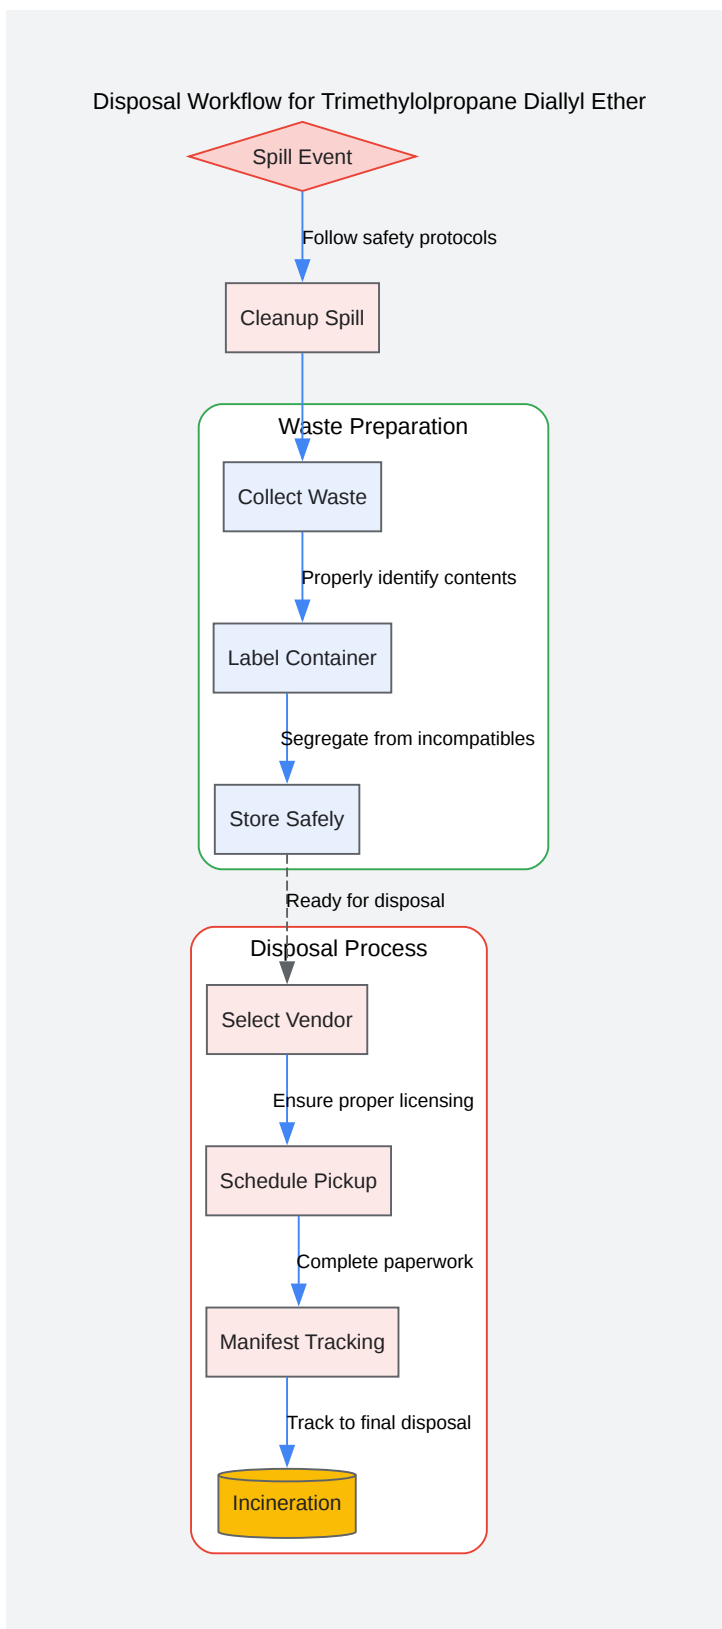 Disposal Workflow for Trimethylolpropane Diallyl Ether
Spill Event
Follow safety protocols
Cleanup Spill
Waste Preparation
Collect Waste
Properly identify contents
Label Container
Segregate from incompatibles
Store Safely
Ready for disposal
Disposal Process
Select Vendor
Ensure proper licensing
Schedule Pickup
Complete paperwork
Manifest Tracking
Track to final disposal
Incineration